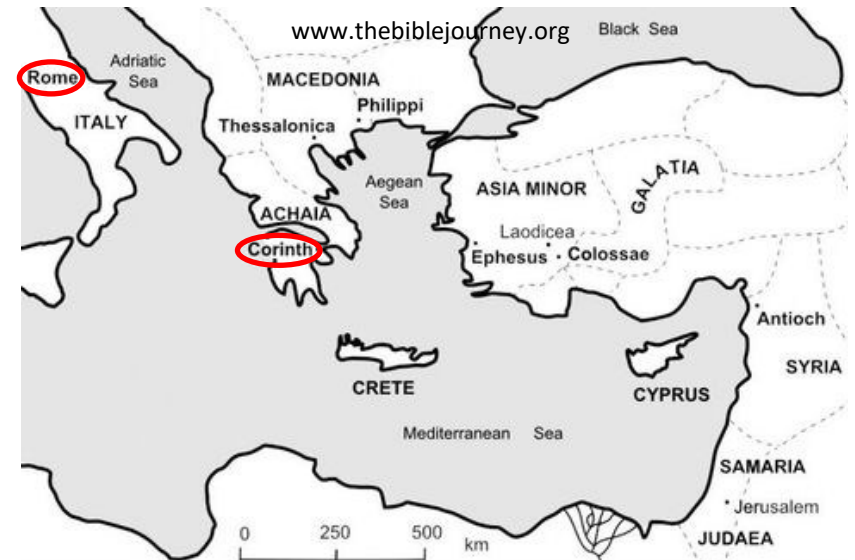 www.thebiblejourney.org
Black Sea
Adriatic
Sea
Rome
MACEDONIA
Philippi
ITALY
Thessalonica
Aegean
Sea
ASIA MINOR
GALATIA
ACHAIA
Corinth
Laodicea
Ephesus
Colossae
Antioch
SYRIA
CRETE
CYPRUS
Mediterranean Sea
SAMARIA
Jerusalem
JUDAEA
0 250 500 km